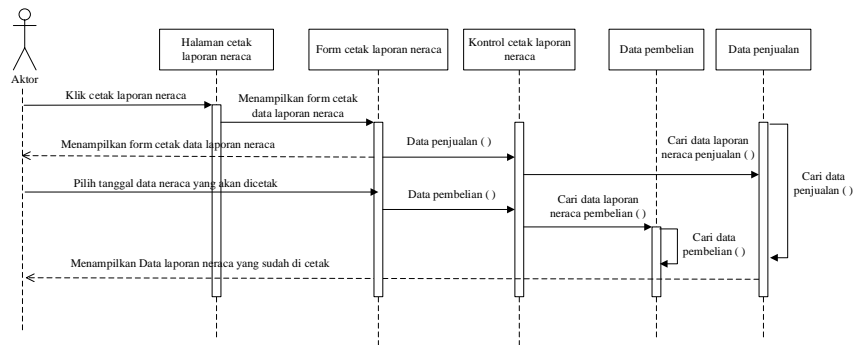 Aktor
Halaman cetak
laporan neraca
Form cetak laporan neraca
Kontrol cetak laporan
neraca
Data pembelian
Data penjualan
Klik cetak laporan neraca
Menampilkan form cetak
data laporan neraca
Menampilkan form cetak data laporan neraca
Data penjualan ( )
Cari data laporan
neraca penjualan ( )
Cari data
penjualan ( )
Pilih tanggal data neraca yang akan dicetak
Data pembelian ( )
Cari data laporan
neraca pembelian ( )
Cari data
pembelian ( )
Menampilkan Data laporan neraca yang sudah di cetak